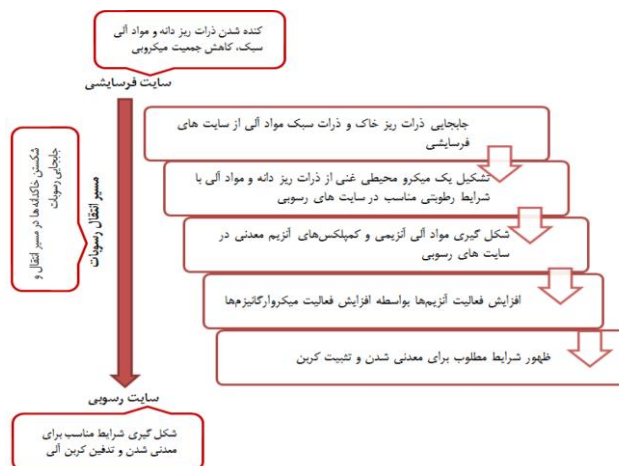 کنده شدن ذرات ریز دانه و مواد آلی
سبک، کاهش جمعیت میکروبی
سایت فرسایشی
جابجایی ذرات ریز خاک و ذرات سبک مواد آلی از سایت های
فرسایشی
تشکیل یک میکرو محیطی غنی از ذرات ریز دانه و مواد آلی با
شرایط رطوبتی مناسب در سایت های رسوبی
شکل گیری مواد آلی آنزیمی و کمپلکس‌های آنزیم معدنی در
سایت های رسوبی
افزایش فعالیت آنزیم‌ها بواسطه افزایش فعالیت میکروارگانیزم‌ها
ظهور شرایط مطلوب برای معدنی شدن و تثبیت کربن
مسیر انتقال رسوبات
شکستن خاکدانه ها در مسیر انتقال و
جابجایی رسوبات
سایت رسوبی
شکل گیری شرایط مناسب برای
معدنی شدن و تدفین کربن آلی